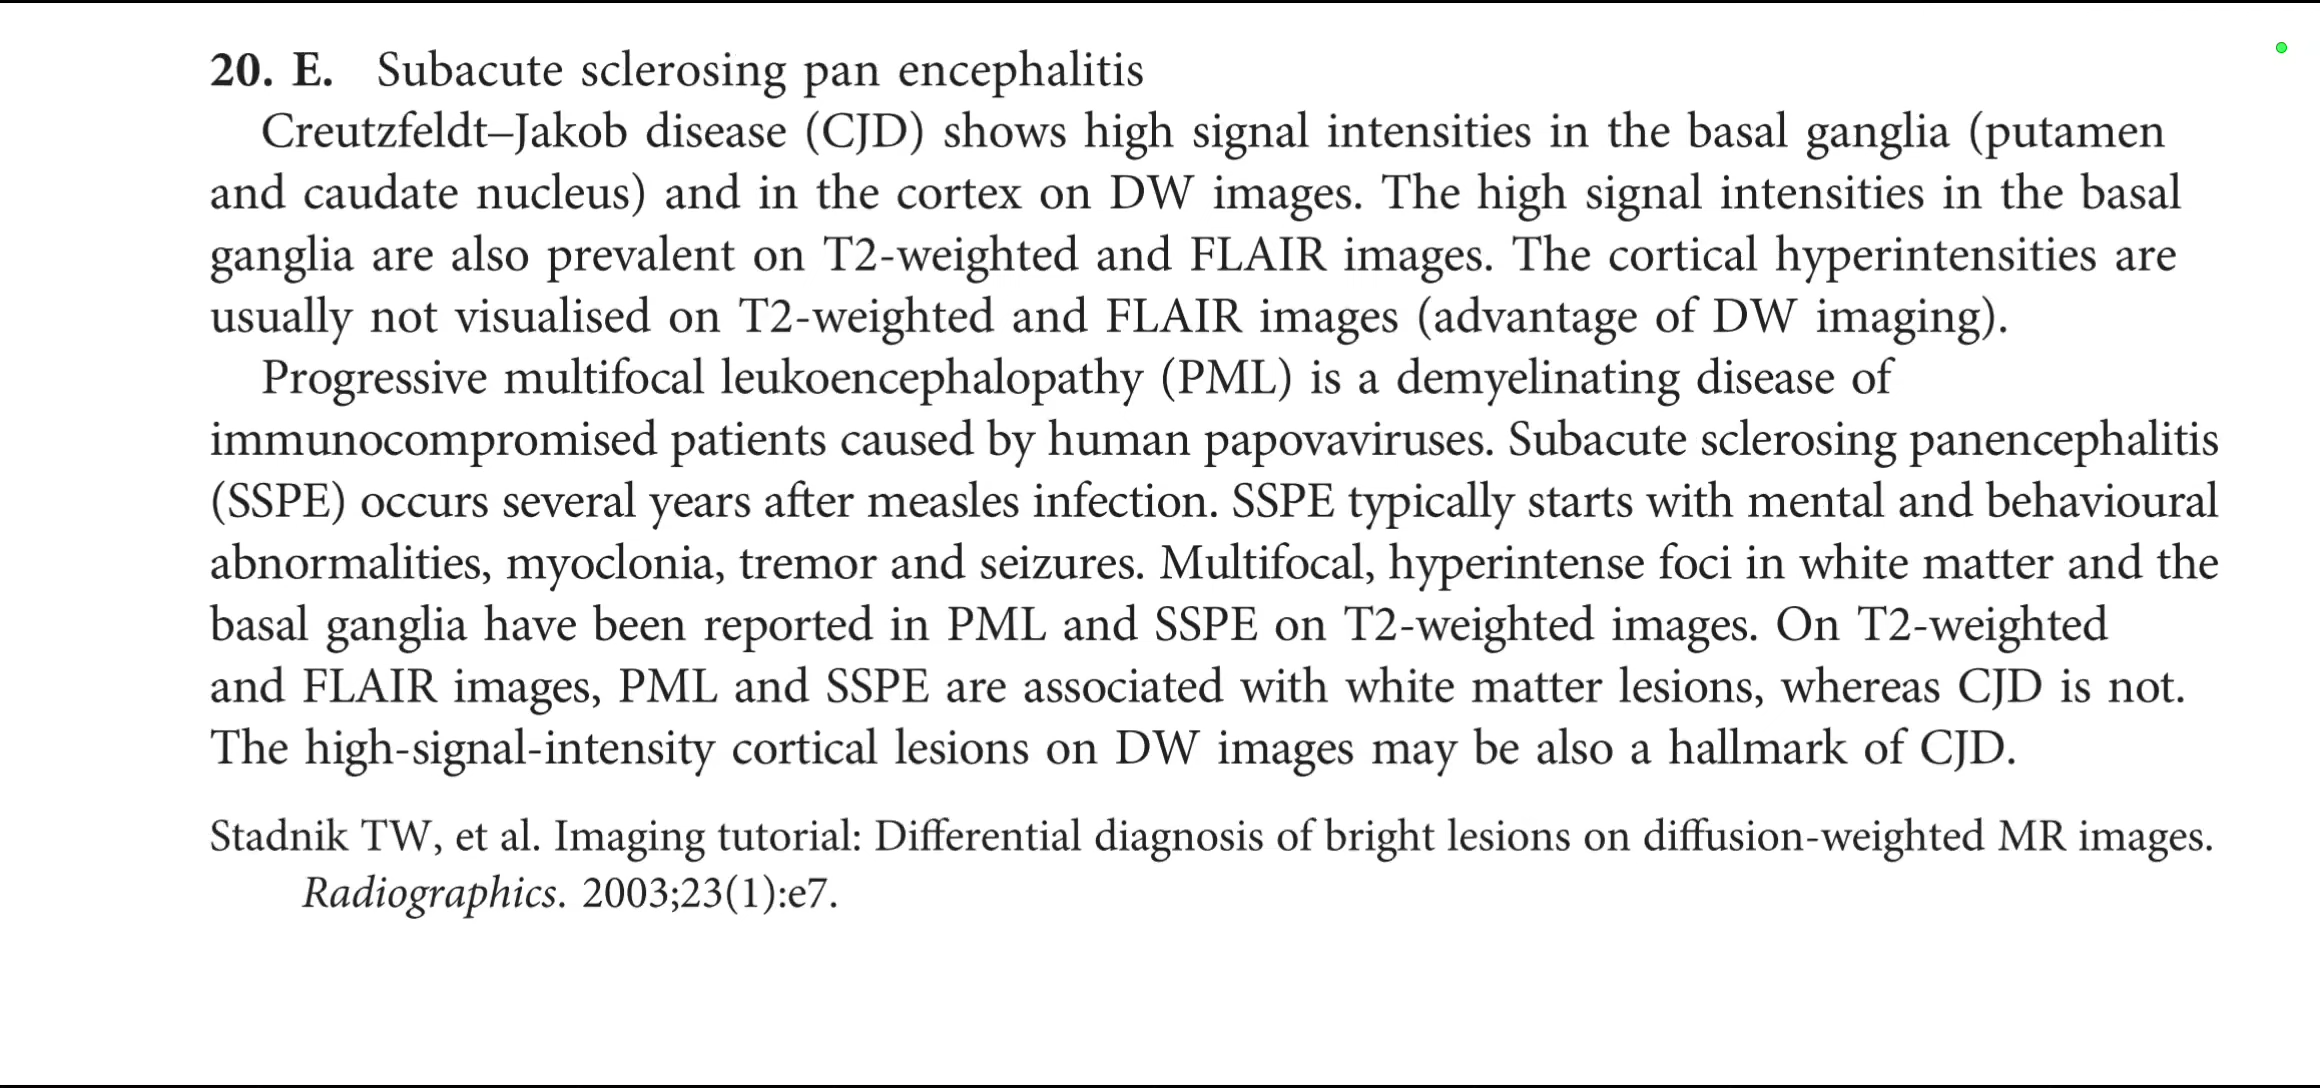 20. E. Subacute sclerosing pan encephalitis
Creutzfeldt–Jakob disease (CJD) shows high signal intensities in the basal ganglia (putamen
and caudate nucleus) and in the cortex on DW images. The high signal intensities in the basal
ganglia are also prevalent on T2-weighted and FLAIR images. The cortical hyperintensities are
usually not visualised on T2-weighted and FLAIR images (advantage of DW imaging).
Progressive multifocal leukoencephalopathy (PML) is a demyelinating disease of
immunocompromised patients caused by human papovaviruses. Subacute sclerosing panencephalitis
(SSPE) occurs several years after measles infection. SSPE typically starts with mental and behavioural
abnormalities, myoclonia, tremor and seizures. Multifocal, hyperintense foci in white matter and the
basal ganglia have been reported in PML and SSPE on T2-weighted images. On T2-weighted
and FLAIR images, PML and SSPE are associated with white matter lesions, whereas CJD is not.
The high-signal-intensity cortical lesions on DW images may be also a hallmark of CJD.
Stadnik TW, et al. Imaging tutorial: Differential diagnosis of bright lesions on diffusion-weighted MR images.
Radiographics. 2003;23(1):e7.